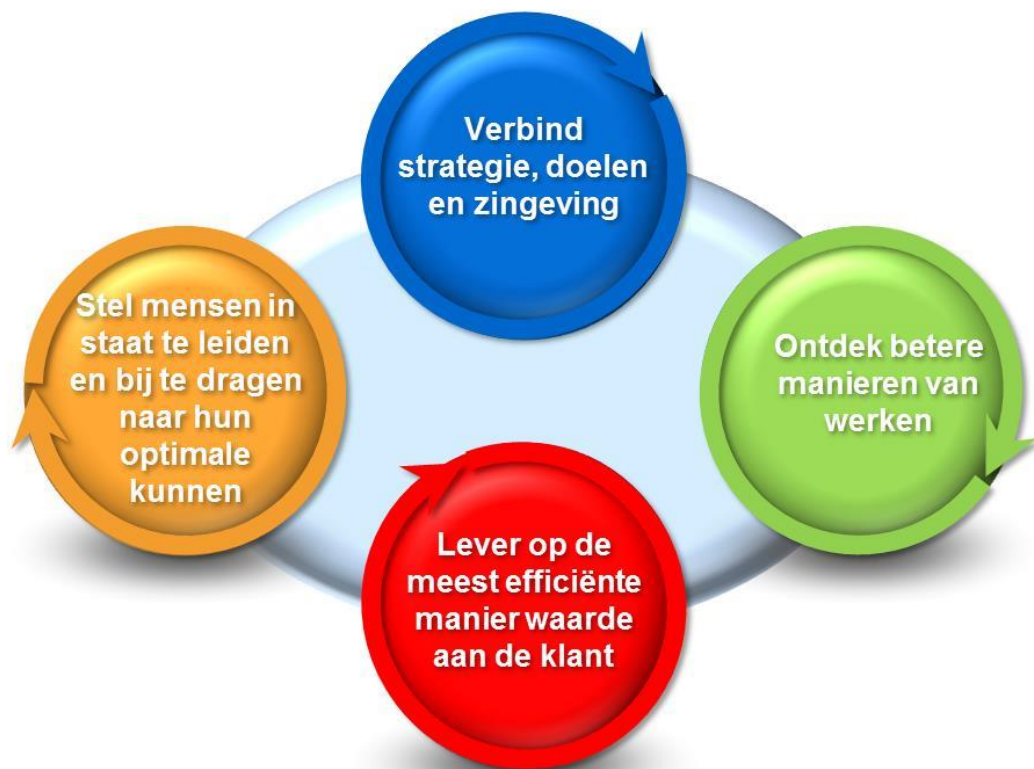 Verbind
strategie, doelen
en zingeving
Stel mensen in
staat te leiden
en bij te dragen
naar hun
optimale
kunnen
Ontdek betere
manieren van
werken
Lever op de
meest efficiënte
manier waarde
aan de klant